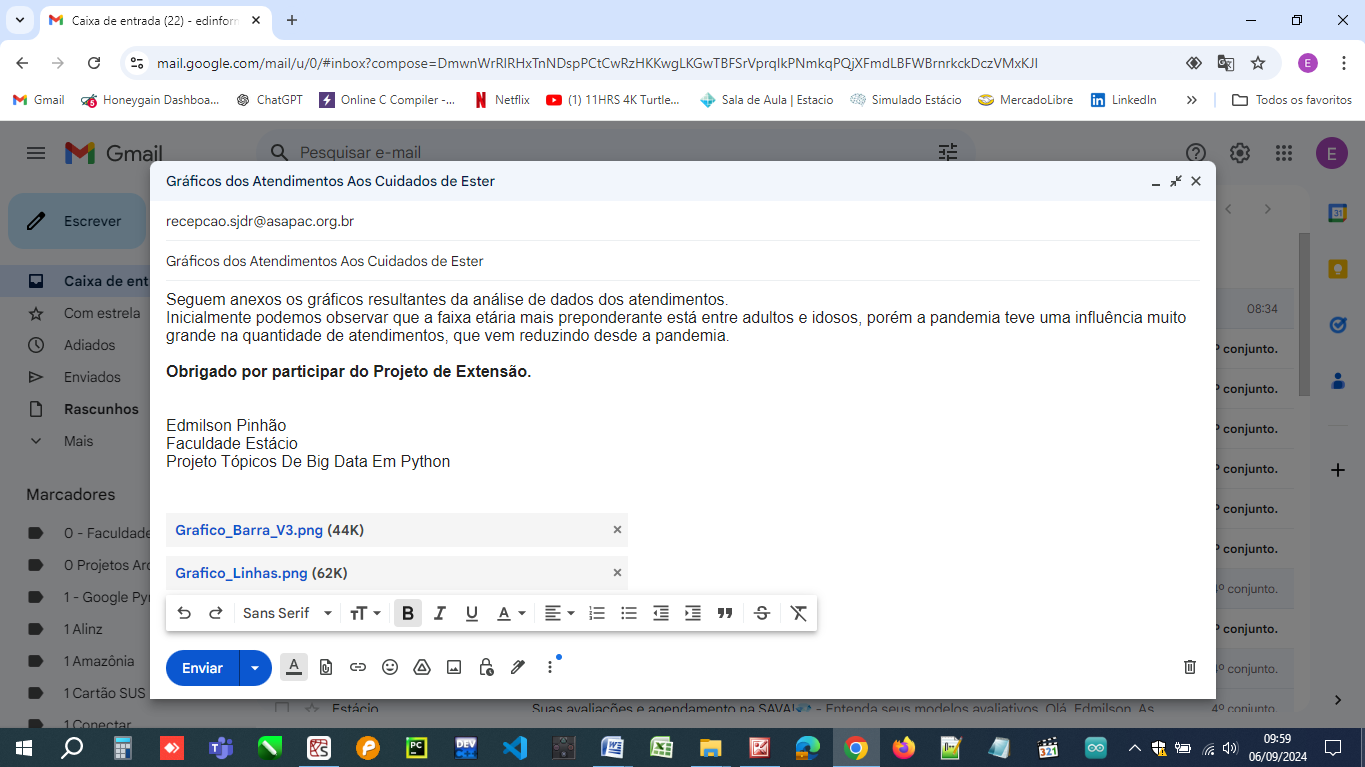 Caixa de entrada (22) - edinform
mail.google.com/mail/u/0/#inbox?compose=DmwnWrRlRHxTnNDspPCtCwRzHKKwgLKGwTBFSrVprqlkPNmkqPQjXFmdLBFWBrnrkckDczVMxKJl
E
Gmail
Honeygain Dashboa...
ChatGPT
Online C Compiler -...
Netflix
(1) 11HRS 4K Turtle...
Sala de Aula | Estacio
Simulado Estácio
MercadoLibre
LinkedIn
Todos os favoritos
Gmail
Pesquisar e-mail
E
Gráficos dos Atendimentos Aos Cuidados de Ester
recepcao.sjdr@asapac.org.br
Gráficos dos Atendimentos Aos Cuidados de Ester
Seguem anexos os gráficos resultantes da análise de dados dos atendimentos.
Inicialmente podemos observar que a faixa etária mais preponderante está entre adultos e idosos, porém a pandemia teve uma influência muito
grande na quantidade de atendimentos, que vem reduzindo desde a pandemia.
Obrigado por participar do Projeto de Extensão.
Edmilson Pinhão
Faculdade Estácio
Projeto Tópicos De Big Data Em Python
Grafico_Barra_V3.png (44K)
Grafico_Linhas.png (62K)
Sans Serif
Enviar
Escrever
Caixa de ent
Com estrela
Adiados
Enviados
Rascunhos
Mais
Marcadores
0 - Faculdade
0 Projetos Arc
1 - Google Pyt
1 Alinz
1 Amazônia
1 Cartão SUS
1 Conectar
08:34
º conjunto.
º conjunto.
º conjunto.
º conjunto.
º conjunto.
º conjunto.
º conjunto.
4º conjunto.
º conjunto.
4º conjunto.
Estácio
Suas avaliações e agendamento na SAVA! - Entenda seus modelos avaliativos. Olá, Edmilson. As
4º conjunto.
31
09:59
06/09/2024